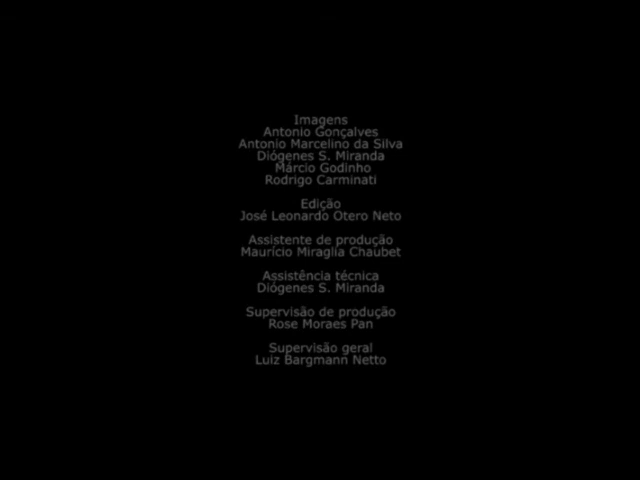 Imagens
Antonio Gonçalves
Antonio Marcelino da Silva
Diógenes S. Miranda
Márcio Godinho
Rodrigo Carminati
Edição
José Leonardo Otero Neto
Assistente de produção
Maurício Miraglia Chaubet
Assistência técnica
Diógenes S. Miranda
Supervisão de produção
Rose Moraes Pan
Supervisão geral
Luiz Bargmann Netto